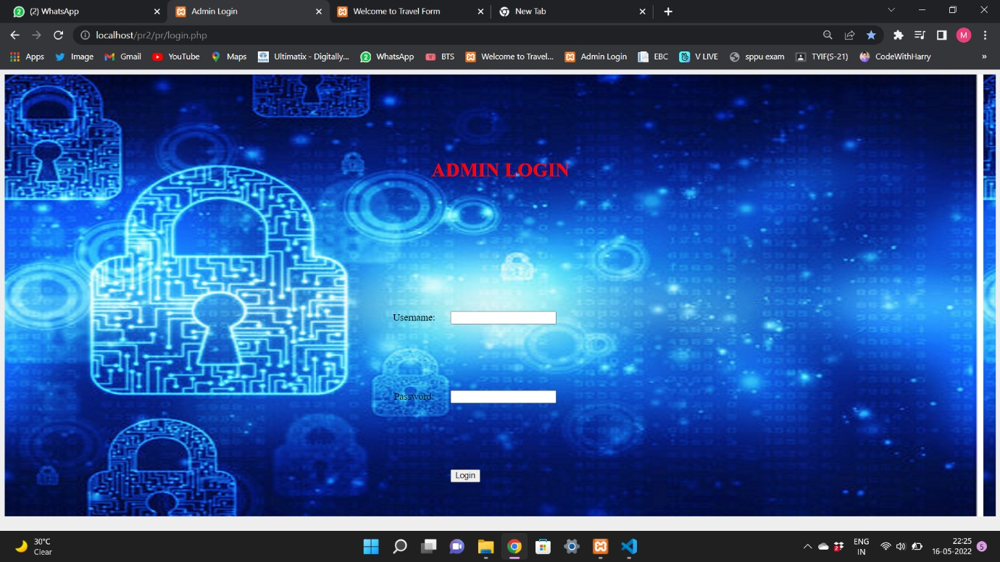 (2) WhatsApp
Admin Login
Welcome to Travel Form
New Tab
localhost/pr2/pr/login.php
M
Apps
Image
Gmail
YouTube
Maps
Ultimatix - Digitally...
WhatsApp
BTS
Welcome to Travel...
Admin Login
EBC
V LIVE
sppu exam
TYIF(S-21)
CodeWithHarry
»
ADMIN LOGIN
Username:
Password:
Login
30°C
Clear
ENG
IN
22:25
16-05-2022
5